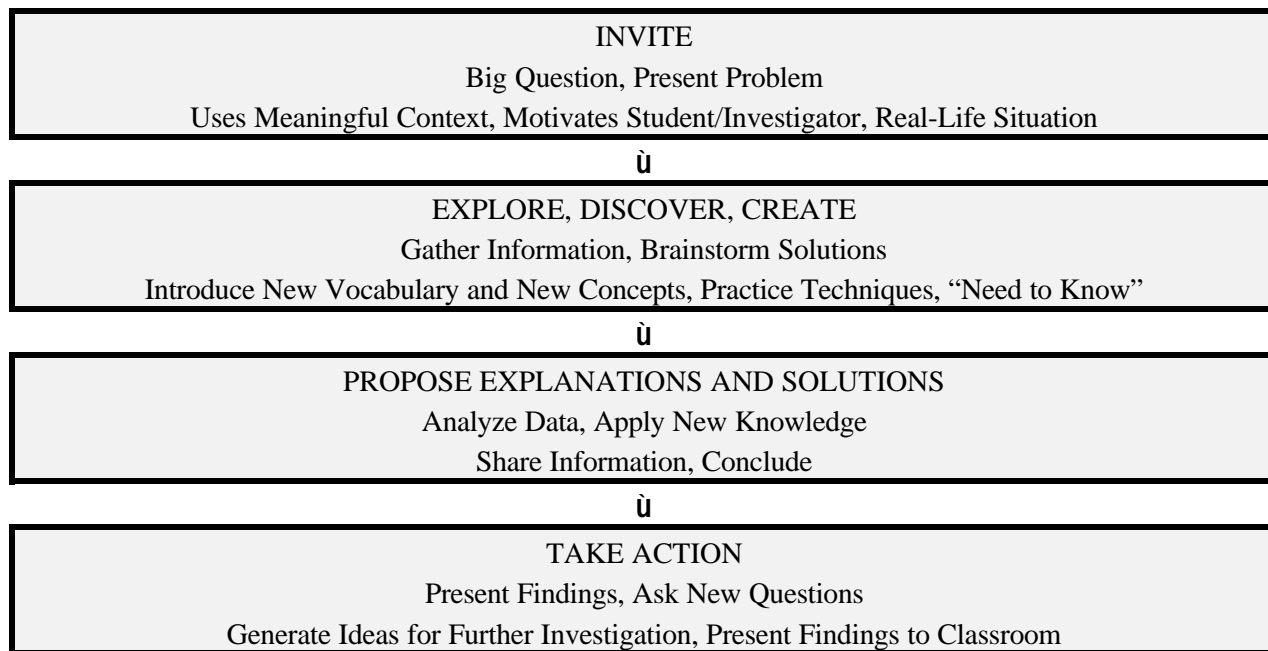 INVITE
Big Question, Present Problem
Uses Meaningful Context, Motivates Student/Investigator, Real-Life Situation
ù
EXPLORE, DISCOVER, CREATE
Gather Information, Brainstorm Solutions
Introduce New Vocabulary and New Concepts, Practice Techniques, “Need to Know”
ù
PROPOSE EXPLANATIONS AND SOLUTIONS
Analyze Data, Apply New Knowledge
Share Information, Conclude
ù
TAKE ACTION
Present Findings, Ask New Questions
Generate Ideas for Further Investigation, Present Findings to Classroom